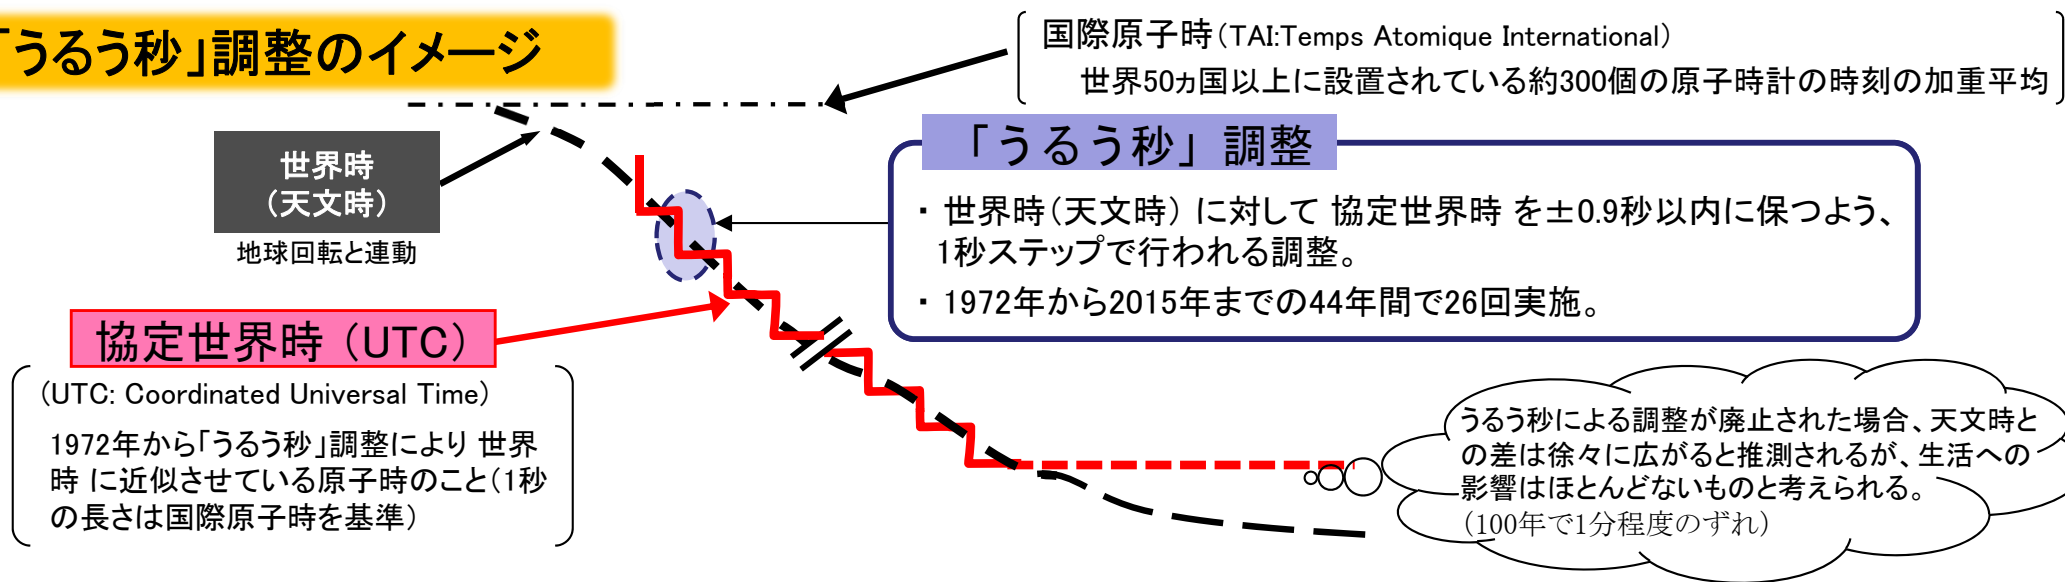 「うるう秒」調整のイメージ
国際原子時(TAI:Temps Atomique International)
世界50ヵ国以上に設置されている約300個の原子時計の時刻の加重平均
世界時
(天文時)
地球回転と連動
「うるう秒」調整
・世界時(天文時) に対して 協定世界時 を±0.9秒以内に保つよう、
1秒ステップで行われる調整。
・1972年から2015年までの44年間で26回実施。
協定世界時(UTC)
(UTC: Coordinated Universal Time)
1972年から「うるう秒」調整により 世界
時 に近似させている原子時のこと(1秒
の長さは国際原子時を基準)
うるう秒による調整が廃止された場合、天文時と
の差は徐々に広がると推測されるが、生活への
影響はほとんどないものと考えられる。
(100年で1分程度のずれ)